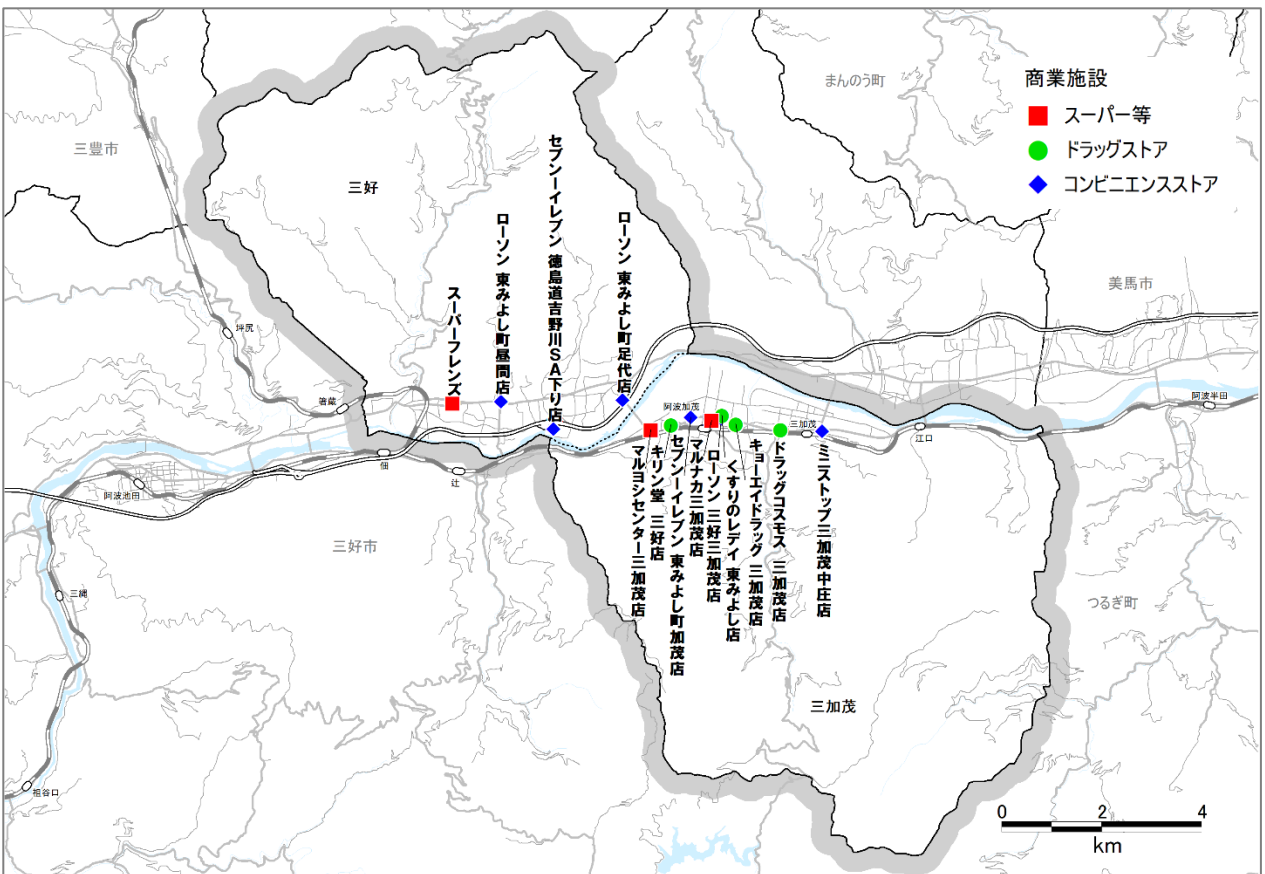 商業施設
スーパー等
ドラッグストア
コンビニエンスストア
まんのう町
三豊市
三好
美馬市
坪尻
箸蔵
佃
辻
阿波池田
三好市
三縄
祖谷口
阿波加茂
三加茂
江口
阿波半田
つるぎ町
三加茂
スーパーフレンズ
ローソン 東みよし町昼間店
セブンーイレブン 徳島道吉野川SA下り店
ローソン 東みよし町足代店
マルヨシセンター三加茂店
キリン堂 三好店
セブンーイレブン 東みよし町加茂店
マルナカ三加茂店
ローソン 三好三加茂店
くすりのレデイ 東みよし店
キョーエイドラッグ 三加茂店
ドラッグコスモス 三加茂店
ミニストップ三加茂中庄店
0 2 4
km